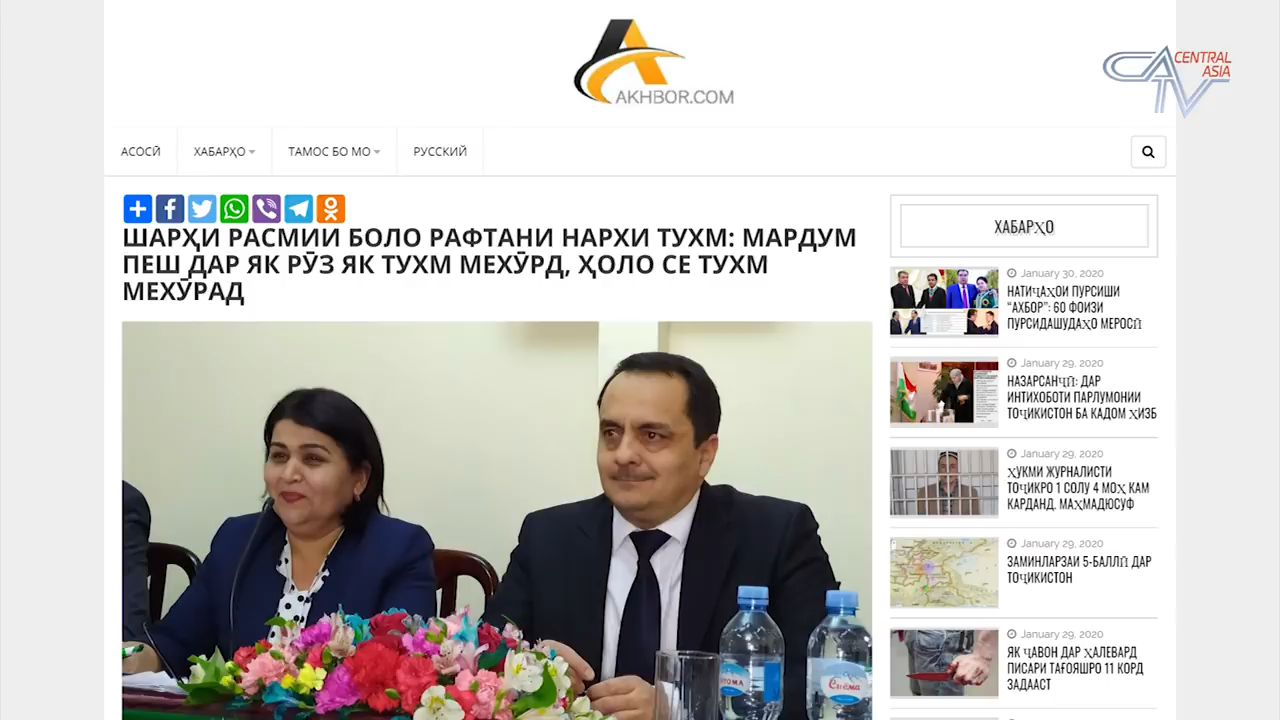 AKHBOR.COM
CENTRAL
ASIA
CATV
АСОСӢ
ХАБАРҲО
ТАМОС БО МО
РУССКИЙ
ШАРҲИ РАСМИИ БОЛО РАФТАНИ НАРХИ ТУХМ: МАРДУМ
ПЕШ ДАР ЯК РӮЗ ЯК ТУХМ МЕХӮРД, ҲОЛО СЕ ТУХМ
МЕХӮРАД
ХАБАРҲО
January 30, 2020
НАТИҶАҲОИ ПУРСИШИ
“АХБОР”: 60 ФОИЗИ
ПУРСИДАШУДАҲО МЕРОСӢ
January 29, 2020
НАЗАРСАНҶӢ: ДАР
ИНТИХОБОТИ ПАРЛУМОНИИ
ТОҶИКИСТОН БА КАДОМ ҲИЗБ
January 29, 2020
ҲУКМИ ЖУРНАЛИСТИ
ТОҶИКРО 1 СОЛУ 4 МОҲ КАМ
КАРДАНД. МАҲМАДЮСУФ
January 29, 2020
ЗАМИНЛАРЗАИ 5-БАЛЛӢ ДАР
ТОҶИКИСТОН
January 29, 2020
ЯК ҶАВОН ДАР ҲАЛЕВАРД
ПИСАРИ ТАҒОЯШРО 11 КОРД
ЗАДААСТ
Сиёма